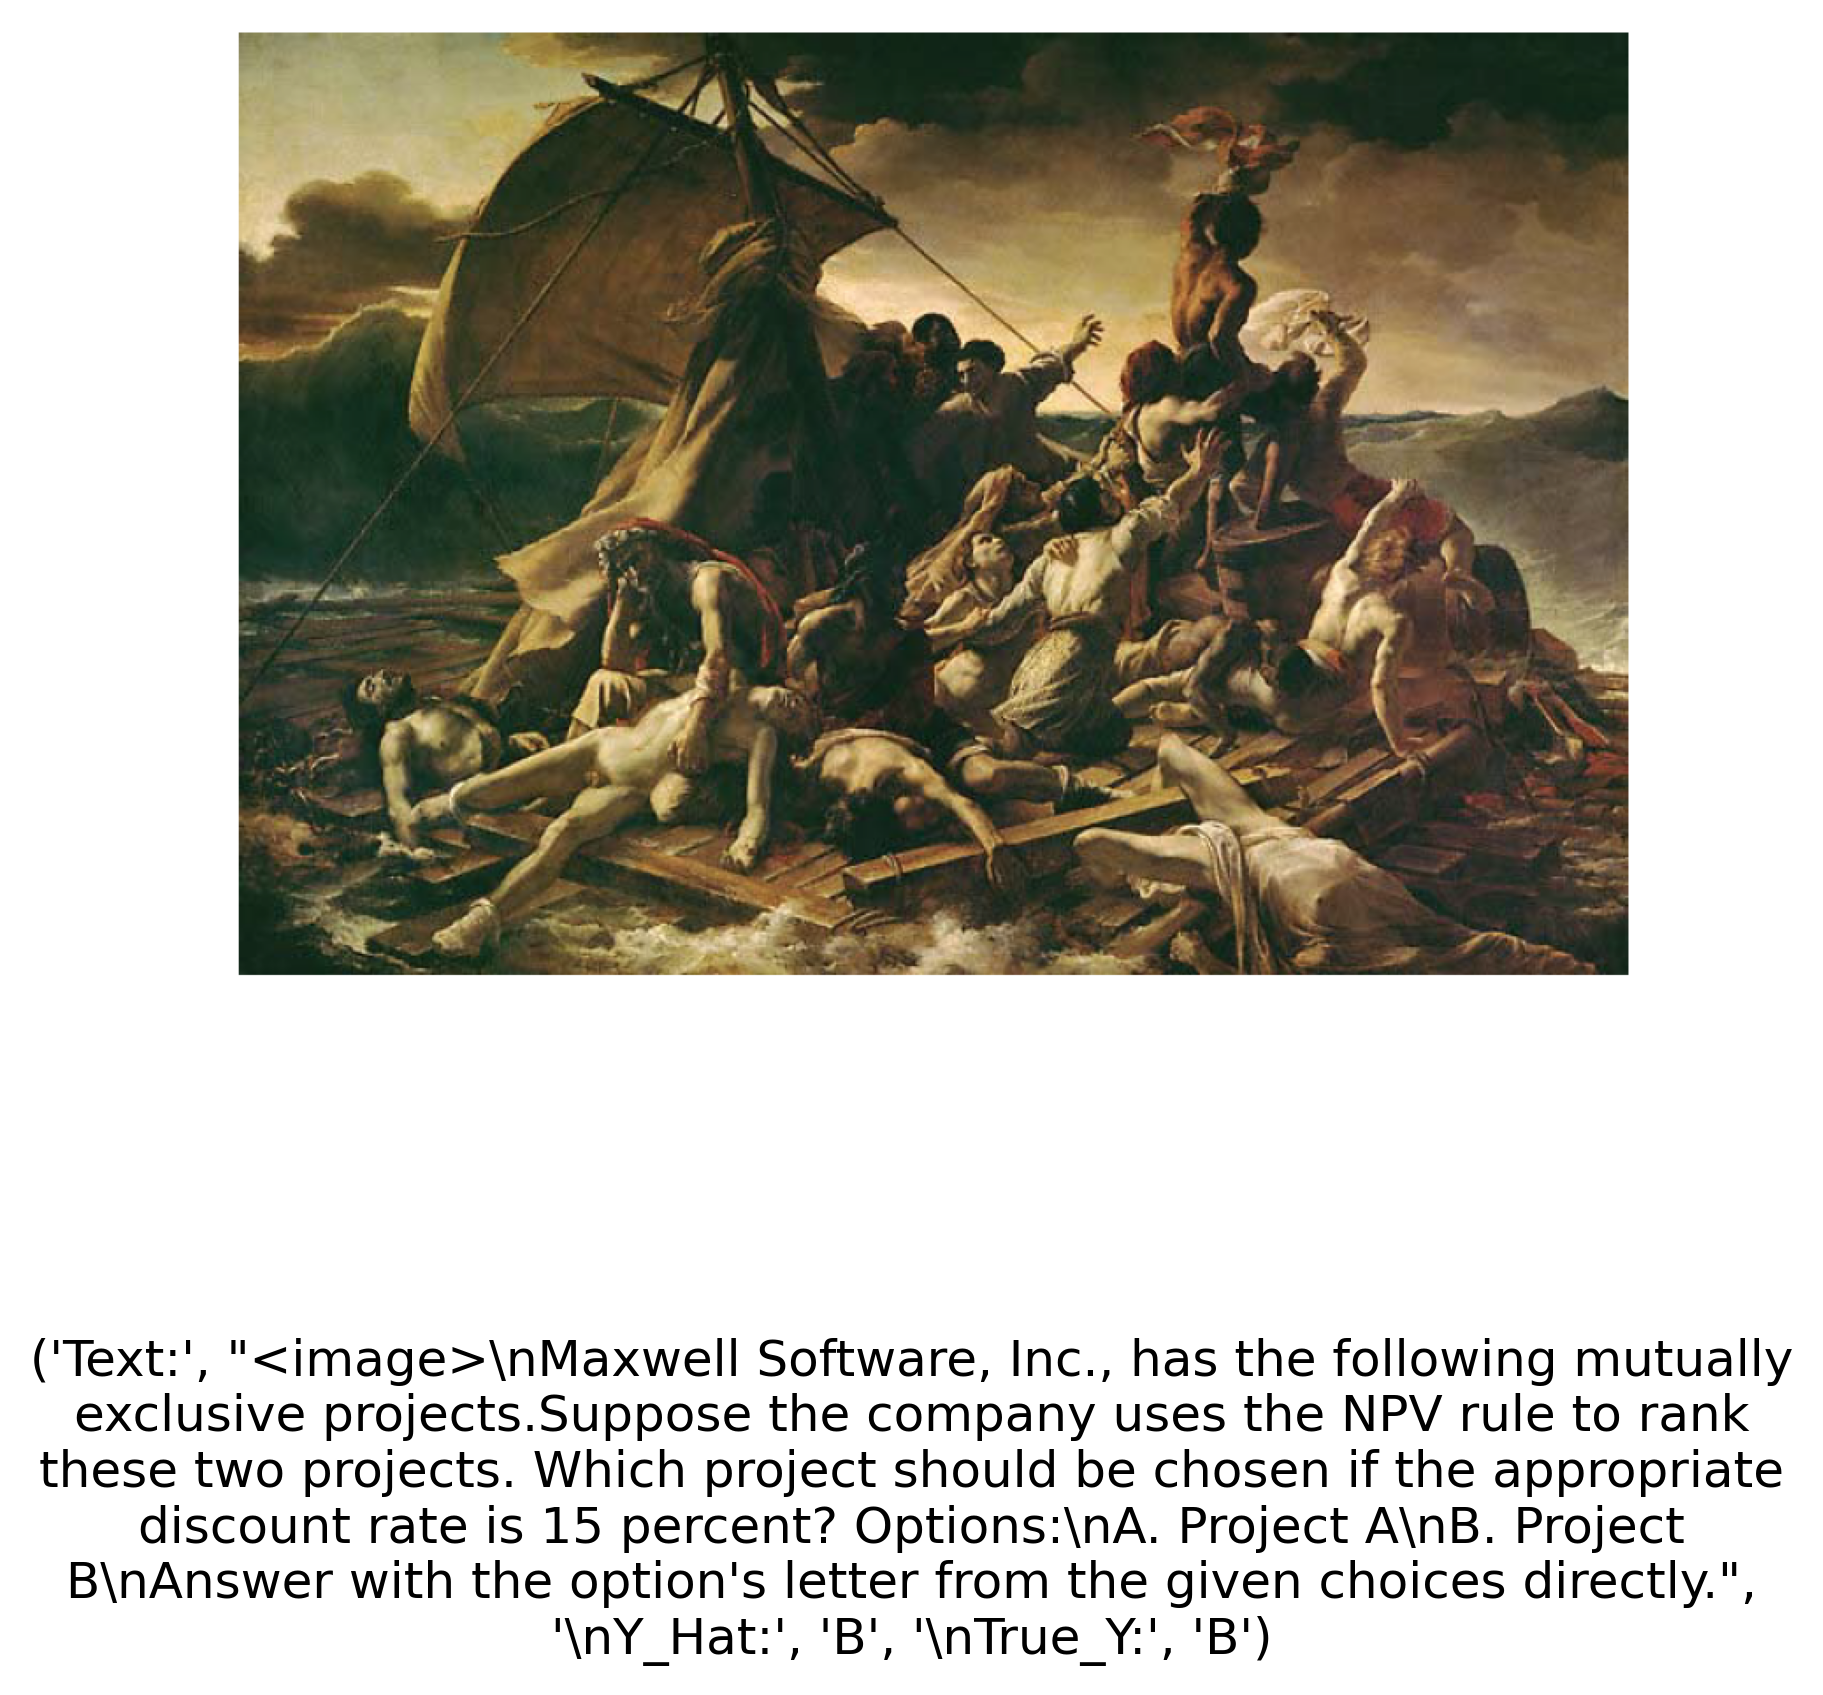 ('Text:', "<image>\nMaxwell Software, Inc., has the following mutually
exclusive projects.Suppose the company uses the NPV rule to rank
these two projects. Which project should be chosen if the appropriate
discount rate is 15 percent? Options:\nA. Project A\nB. Project
B\nAnswer with the option's letter from the given choices directly.",
'\nY_Hat:', 'B', '\nTrue_Y:', 'B')